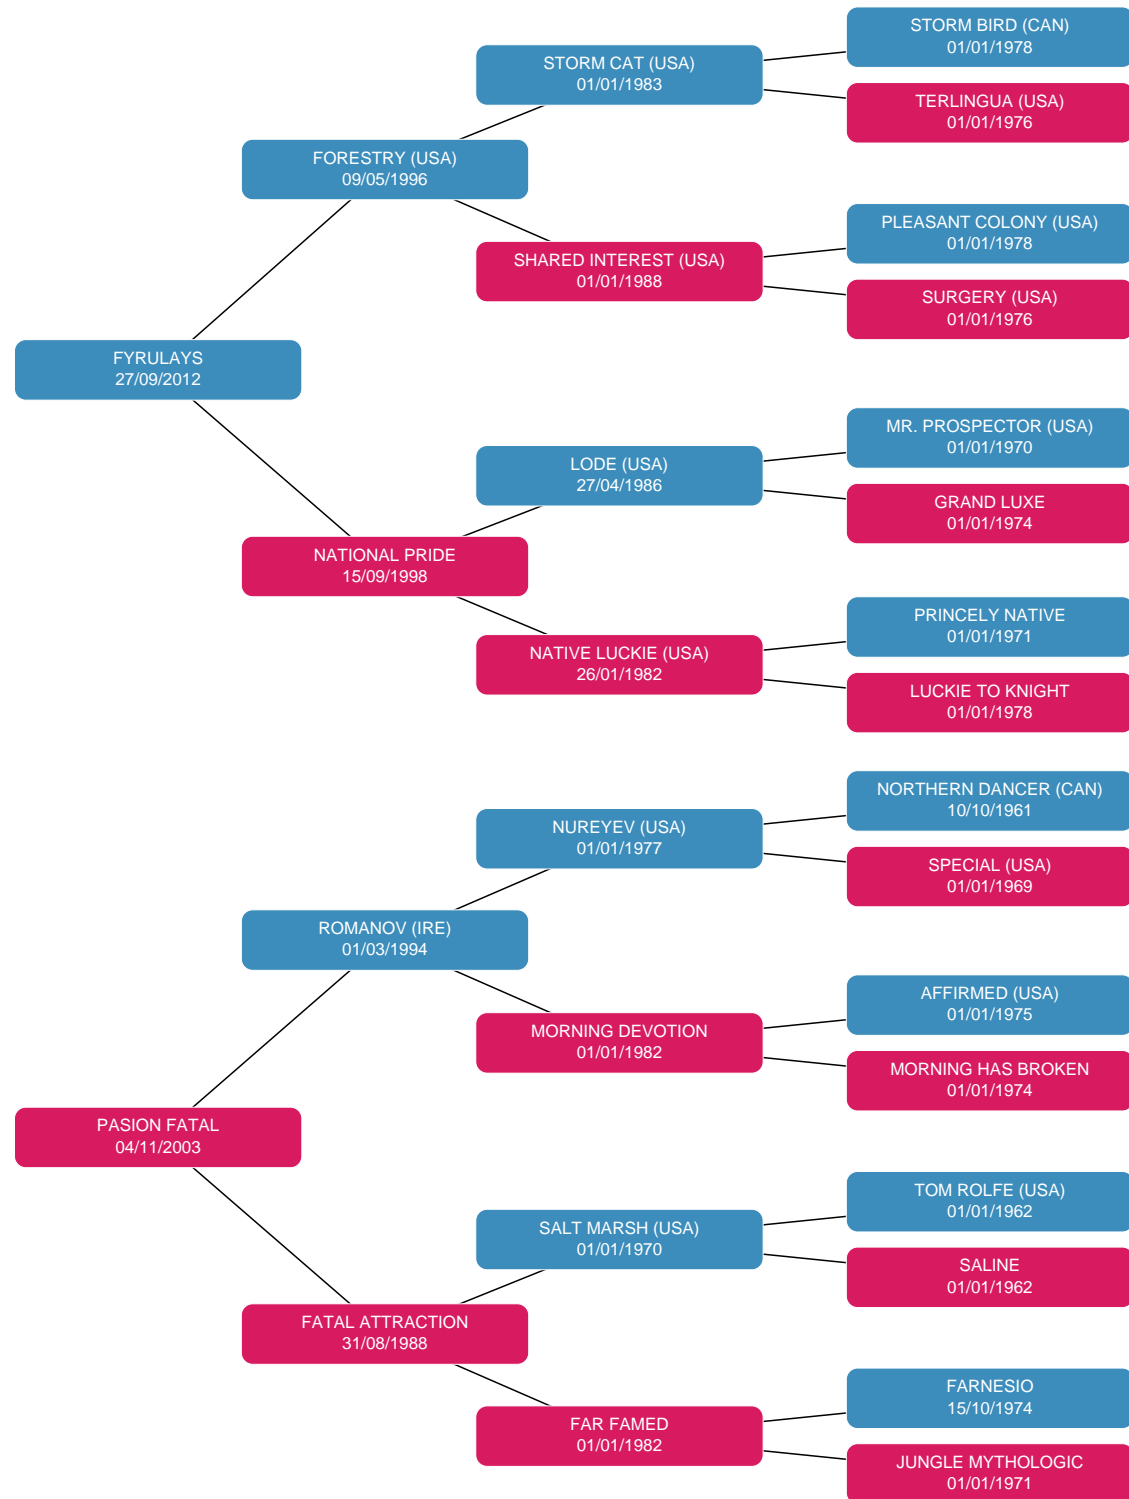 STORM BIRD (CAN)
01/01/1978
STORM CAT (USA)
01/01/1983
TERLINGUA (USA)
01/01/1976
FORESTRY (USA)
09/05/1996
PLEASANT COLONY (USA)
01/01/1978
SHARED INTEREST (USA)
01/01/1988
SURGERY (USA)
01/01/1976
FYRULAYS
27/09/2012
MR. PROSPECTOR (USA)
01/01/1970
LODE (USA)
27/04/1986
GRAND LUXE
01/01/1974
NATIONAL PRIDE
15/09/1998
PRINCELY NATIVE
01/01/1971
NATIVE LUCKIE (USA)
26/01/1982
LUCKIE TO KNIGHT
01/01/1978
NORTHERN DANCER (CAN)
10/10/1961
NUREYEV (USA)
01/01/1977
SPECIAL (USA)
01/01/1969
ROMANOV (IRE)
01/03/1994
AFFIRMED (USA)
01/01/1975
MORNING DEVOTION
01/01/1982
MORNING HAS BROKEN
01/01/1974
PASION FATAL
04/11/2003
TOM ROLFE (USA)
01/01/1962
SALT MARSH (USA)
01/01/1970
SALINE
01/01/1962
FATAL ATTRACTION
31/08/1988
FARNESIO
15/10/1974
FAR FAMED
01/01/1982
JUNGLE MYTHOLOGIC
01/01/1971